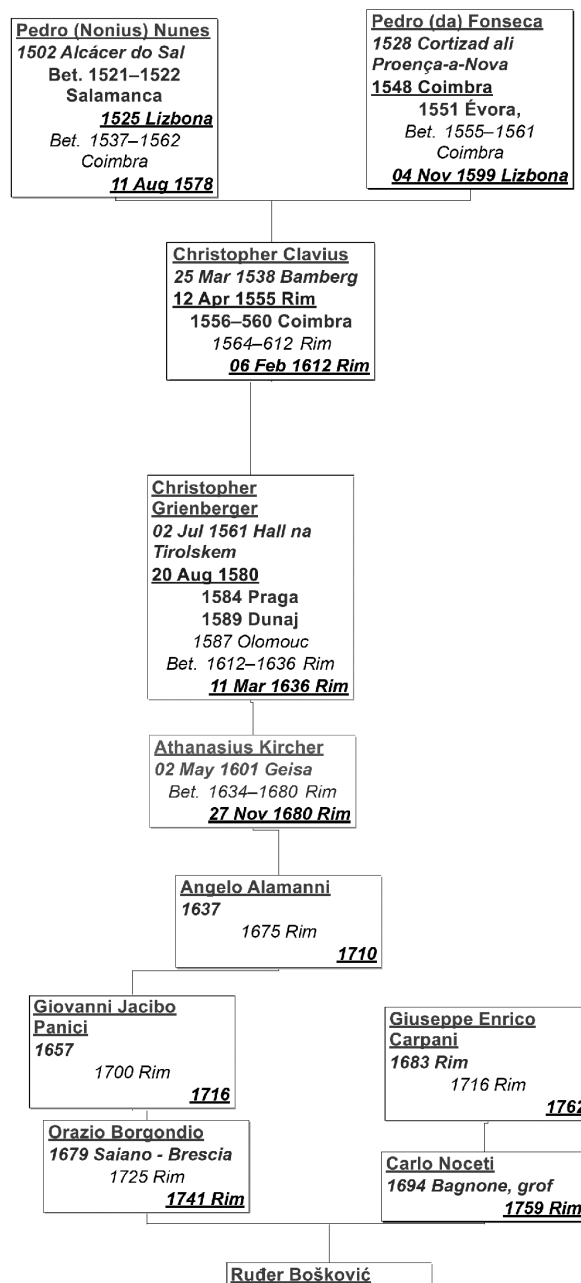 Pedro (Nonius) Nunes
1502 Alcácer do Sal
Bet. 1521–1522
Salamanca
1525 Lizbona
Bet. 1537–1562
Coimbra
11 Aug 1578
Pedro (da) Fonseca
1528 Cortizad ali
Proença-a-Nova
1548 Coimbra
1551 Évora,
Bet. 1555–1561
Coimbra
04 Nov 1599 Lizbona
Christopher Clavius
25 Mar 1538 Bamberg
12 Apr 1555 Rim
1556–560 Coimbra
1564–612 Rim
06 Feb 1612 Rim
Christopher
Grienberger
02 Jul 1561 Hall na
Tirolskem
20 Aug 1580
1584 Praga
1589 Dunaj
1587 Olomouc
Bet. 1612–1636 Rim
11 Mar 1636 Rim
Athanasius Kircher
02 May 1601 Geisa
Bet. 1634–1680 Rim
27 Nov 1680 Rim
Angelo Alamanni
1637
1675 Rim
1710
Giovanni Jacibo
Panici
1657
1700 Rim
1716
Giuseppe Enrico
Carpani
1683 Rim
1716 Rim
1762
Orazio Borgondio
1679 Saiano - Brescia
1725 Rim
1741 Rim
Carlo Noceti
1694 Bagnone, grof
1759 Rim
Ruđer Bošković